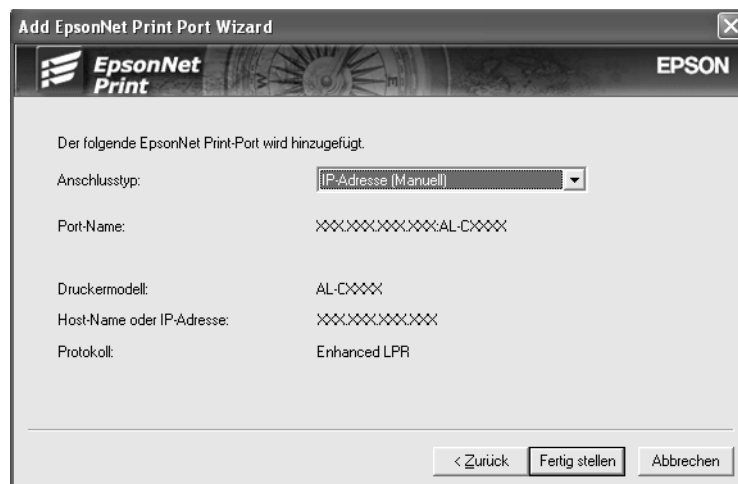 Add EpsonNet Print Port Wizard
EpsonNet
Print
EPSON
Der folgende EpsonNet Print-Port wird hinzugefügt.
Anschlusstyp: IP-Adresse (Manuell)
Port-Name: XXX.XXX.XXX.XXX:AL-CXXXX
Druckermodell: AL-CXXXX
Host-Name oder IP-Adresse: XXX.XXX.XXX.XXX
Protokoll: Enhanced LPR
< Zurück Fertig stellen Abbrechen